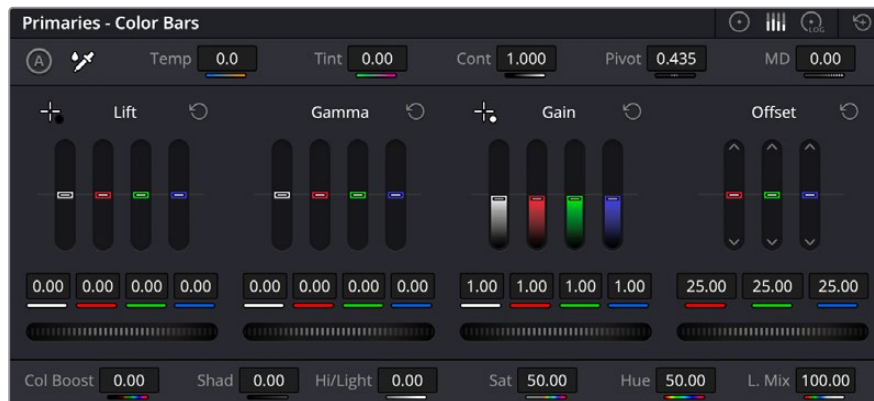 Primaries - Color Bars
LOG
A Temp 0.0 Tint 0.00 Cont 1.000 Pivot 0.435 MD 0.00
Lift Gamma Gain Offset
0.00 0.00 0.00 0.00 0.00 0.00 0.00 0.00 1.00 1.00 1.00 1.00 25.00 25.00 25.00
Col Boost 0.00 Shad 0.00 Hi/Light 0.00 Sat 50.00 Hue 50.00 L. Mix 100.00